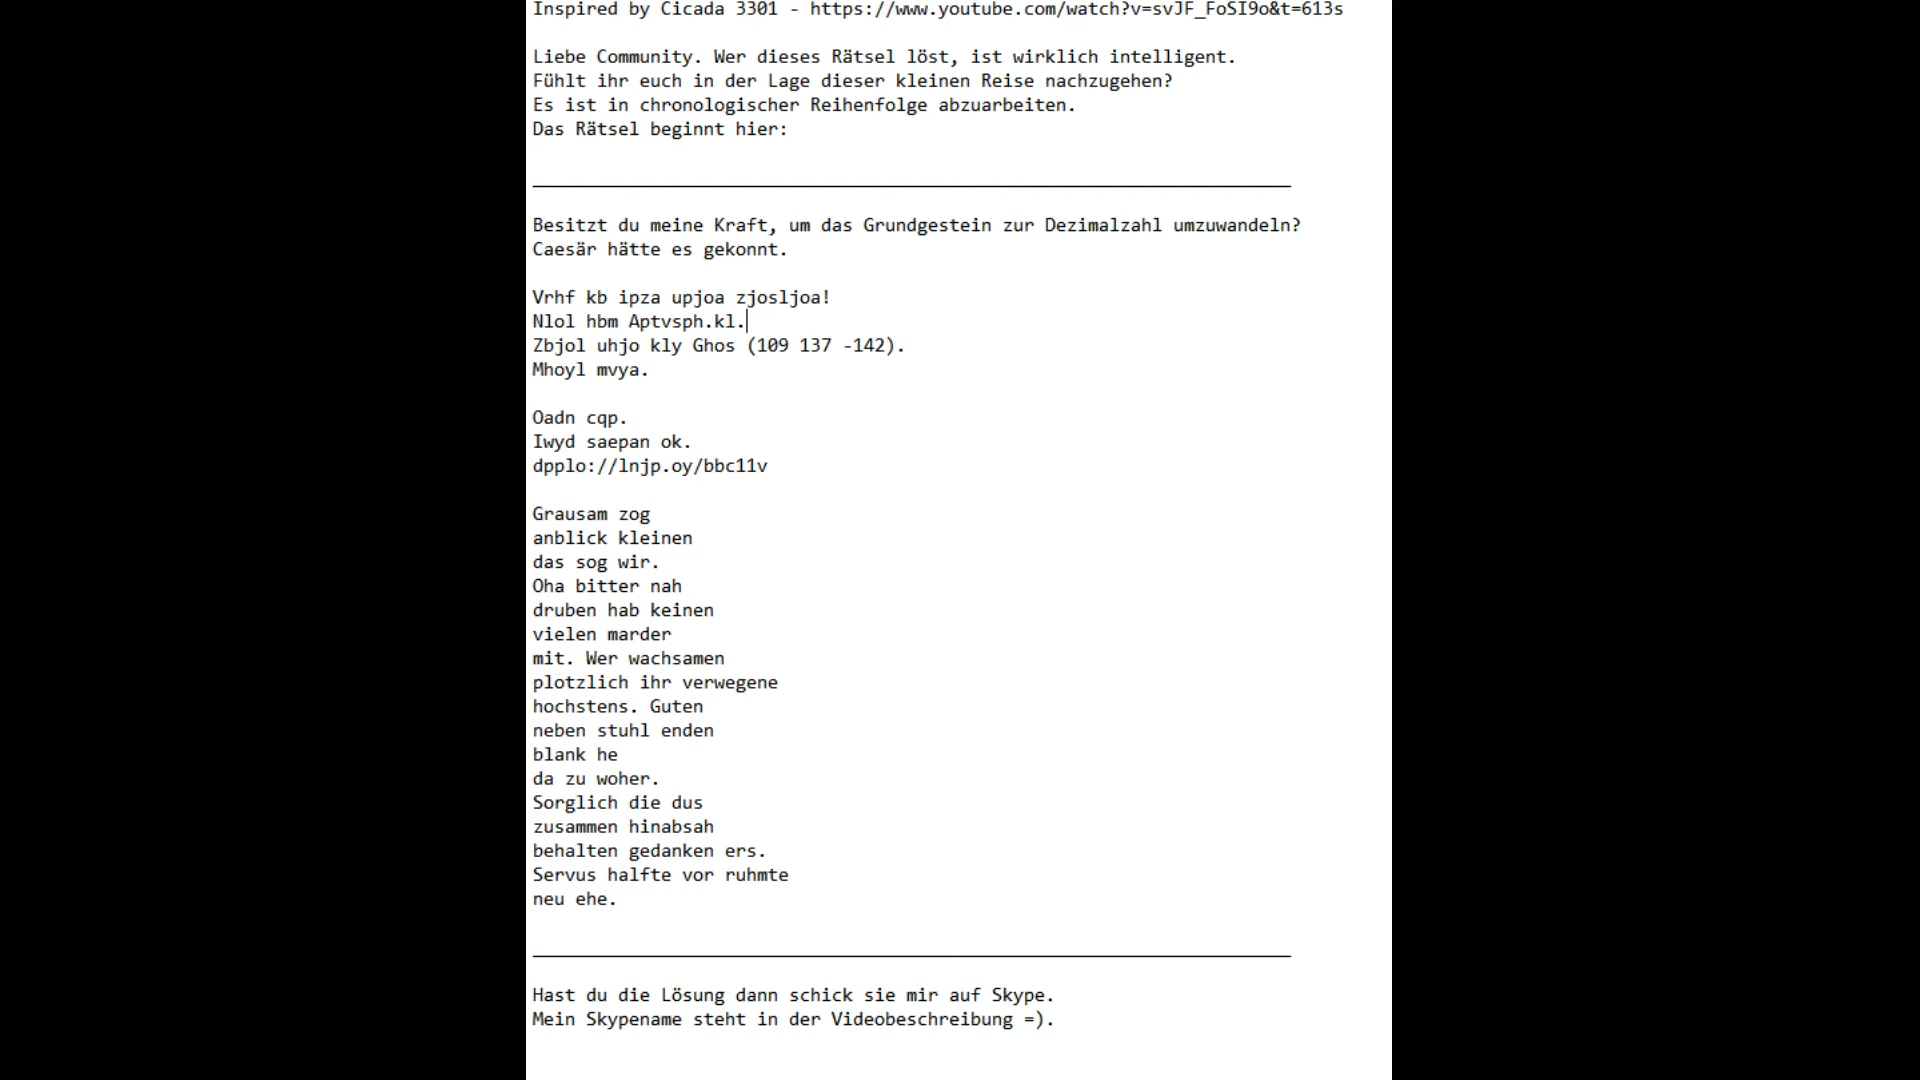 Inspired by Cicada 3301 - https://www.youtube.com/watch?v=svJF_FoSI9o&t=613s
Liebe Community. Wer dieses Rätsel löst, ist wirklich intelligent.
Fühlt ihr euch in der Lage dieser kleinen Reise nachzugehen?
Es ist in chronologischer Reihenfolge abzuarbeiten.
Das Rätsel beginnt hier:
Besitzt du meine Kraft, um das Grundgestein zur Dezimalzahl umzuwandeln?
Caesär hätte es gekonnt.
Vrhf kb ipza upjoa zjosljoa!
Nlol hbm Aptvsph.kl.
Zbjol uhjo kly Ghos (109 137 -142).
Mhoyl mvya.
Oadn cqp.
Iwyd saepan ok.
dpplo://lnjp.oy/bbc11v
Grausam zog
anblick kleinen
das sog wir.
Oha bitter nah
druben hab keinen
vielen marder
mit. Wer wachsamen
plotzlich ihr verwegene
hochstens. Guten
neben stuhl enden
blank he
da zu woher.
Sorglich die dus
zusammen hinabsah
behalten gedanken ers.
Servus halfte vor ruhmte
neu ehe.
Hast du die Lösung dann schick sie mir auf Skype.
Mein Skypename steht in der Videobeschreibung =).